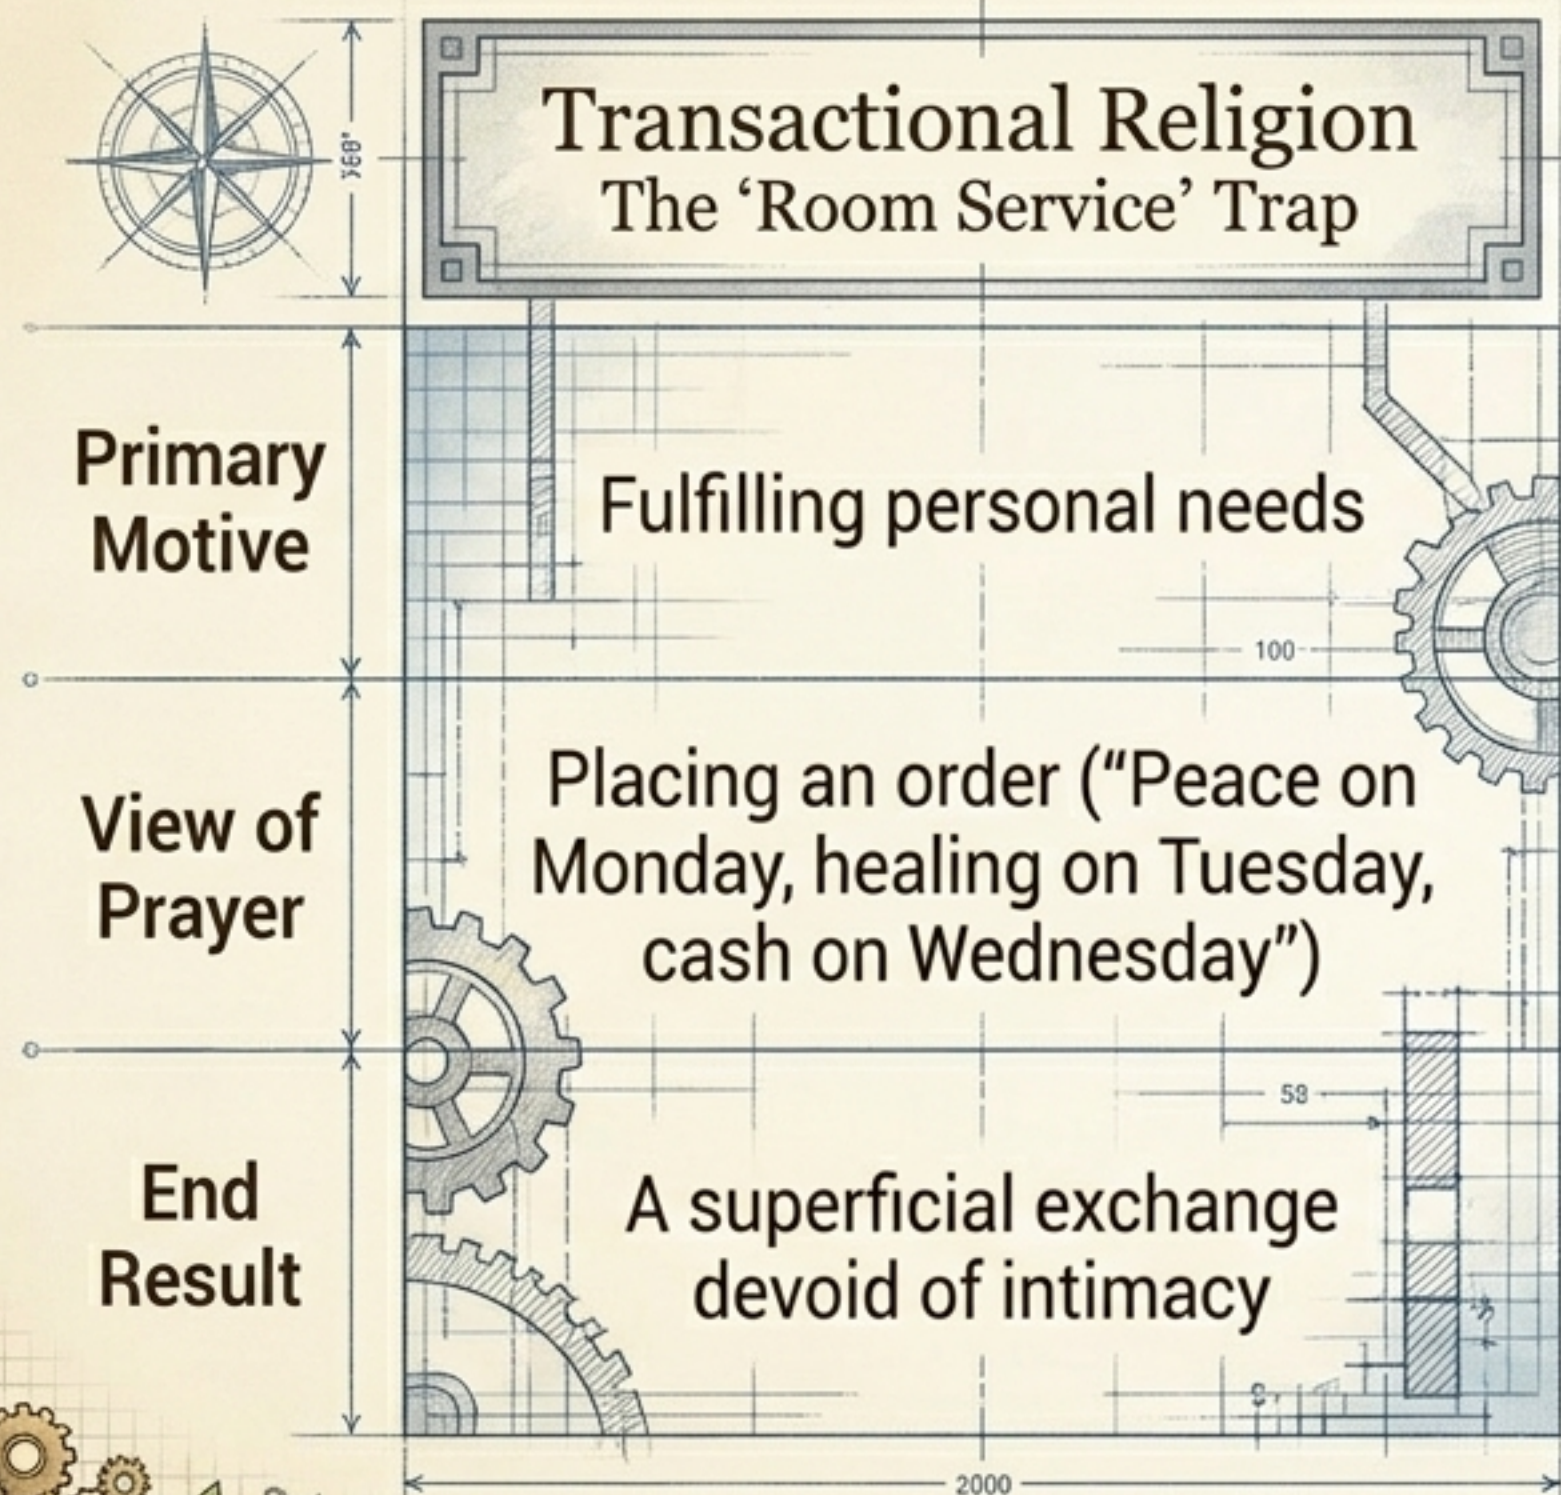 Transactional Religion
The ‘Room Service’ Trap
Primary
Motive
Fulfilling personal needs
100
View of
Prayer
Placing an order (“Peace on
Monday, healing on Tuesday,
cash on Wednesday”)
58
End
Result
A superficial exchange
devoid of intimacy
2000